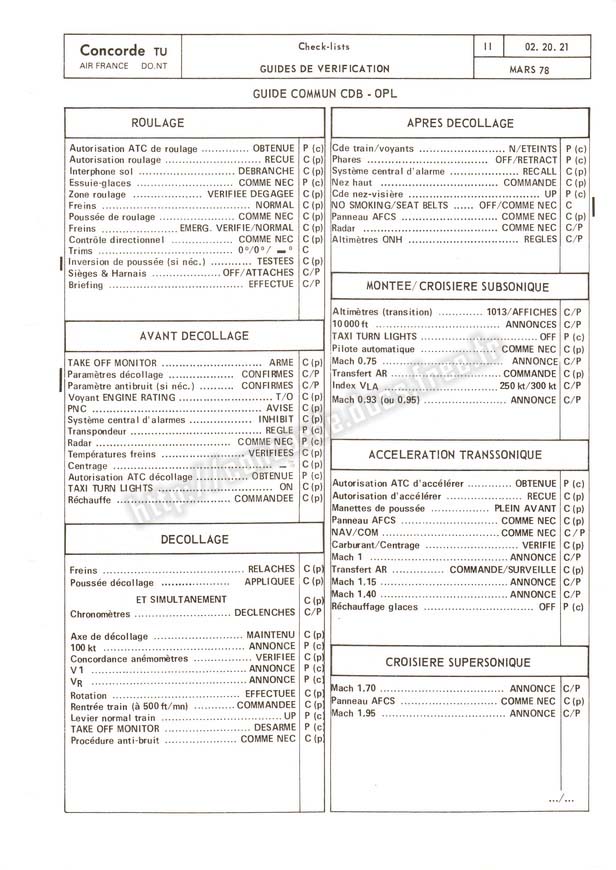 Concorde TU
AIR FRANCE DO.NT
Check-lists
GUIDES DE VERIFICATION
II
02. 20. 21
MARS 78
GUIDE COMMUN CDB - OPL
ROULAGE
Autorisation ATC de roulage .............. OBTENUE P (c)
Autorisation roulage ........................ RECUE C (p)
Interphone sol ........................ DEBRANCHE C (p)
Essuie-glaces ........................ COMME NEC P (c)
Zone roulage ................ VERIFIEE DEGAGEE C (p)
Freins ................................. NORMAL C (p)
Poussée de roulage .................. COMME NEC C (p)
Freins .................. EMERG. VERIFIE/NORMAL C (p)
Contrôle directionnel ................ COMME NEC C (p)
Trims .............................. 0°/0°/ – ° C
Inversion de poussée (si néc.) ............ TESTEES C (p)
Sièges & Harnais .................. OFF/ATTACHES C/P
Briefing .............................. EFFECTUE C/P
AVANT DECOLLAGE
TAKE OFF MONITOR ........................ ARME C (p)
Paramètres décollage .................. CONFIRMES C/P
Paramètre antibruit (si néc.) .......... CONFIRMES C/P
Voyant ENGINE RATING .................... T/O C (p)
PNC .................................... AVISE C (p)
Système central d'alarmes ................ INHIBIT C (p)
Transpondeur ............................ REGLE P (c)
Radar .............................. COMME NEC P (c)
Températures freins .................... VERIFIEES C (p)
Centrage .............................. – C (p)
Autorisation ATC décollage .............. OBTENUE P (c)
TAXI TURN LIGHTS .......................... ON C (p)
Réchauffe .......................... COMMANDEE C (p)
DECOLLAGE
Freins .............................. RELACHES C (p)
Poussée décollage .................. APPLIQUEE C (p)
ET SIMULTANEMENT C (p)
Chronomètres ...................... DECLENCHES C/P
Axe de décollage ...................... MAINTENU C (p)
100 kt .............................. ANNONCE P (c)
Concordance anémomètres .............. VERIFIEE C (p)
V 1 ................................ ANNONCE P (c)
VR ................................ ANNONCE P (c)
Rotation .......................... EFFECTUEE C (p)
Rentrée train (à 500 ft/mn) .......... COMMANDEE C (p)
Levier normal train ........................ UP P (c)
TAKE OFF MONITOR .................... DESARME P (c)
Procédure anti-bruit .................. COMME NEC C (p)
APRES DECOLLAGE
Cde train/voyants .................... N/ETEINTS P (c)
Phares .......................... OFF/RETRACT P (c)
Système central d'alarme .................. RECALL C (p)
Nez haut .......................... COMMANDE C (p)
Cde nez-visière .............................. UP P (c)
NO SMOKING/SEAT BELTS ...... OFF/COMME NEC C
Panneau AFCS ........................ COMME NEC C (p)
Radar .............................. COMME NEC C/P
Altimètres QNH ........................ REGLES C/P
MONTEE/CROISIERE SUBSONIQUE
Altimètres (transition) .............. 1013/AFFICHES C/P
10 000 ft .............................. ANNONCES C/P
TAXI TURN LIGHTS .......................... OFF P (c)
Pilote automatique .................. COMME NEC C (p)
Mach 0.75 .......................... ANNONCE C/P
Transfert AR ........................ COMMANDE C (p)
Index VLA ...................... 250 kt/300 kt C (p)
Mach 0.93 (ou 0.95) .................... ANNONCE C/P
ACCELERATION TRANSSONIQUE
Autorisation ATC d'accélérer .............. OBTENUE P (c)
Autorisation d'accélérer .................... RECUE C (p)
Manettes de poussée ................ PLEIN AVANT C (p)
Panneau AFCS ........................ COMME NEC C (p)
NAV/COM .......................... COMME NEC C/P
Carburant/Centrage ...................... VERIFIE C (p)
Mach 1 .............................. ANNONCE C/P
Transfert AR .............. COMMANDE/SURVEILLE C (p)
Mach 1.15 ............................ ANNONCE C/P
Mach 1.40 ............................ ANNONCE C/P
Réchauffage glaces .......................... OFF P (c)
CROISIERE SUPERSONIQUE
Mach 1.70 ............................ ANNONCE C/P
Panneau AFCS ........................ COMME NEC C (p)
Mach 1.95 ............................ ANNONCE C/P
.../...